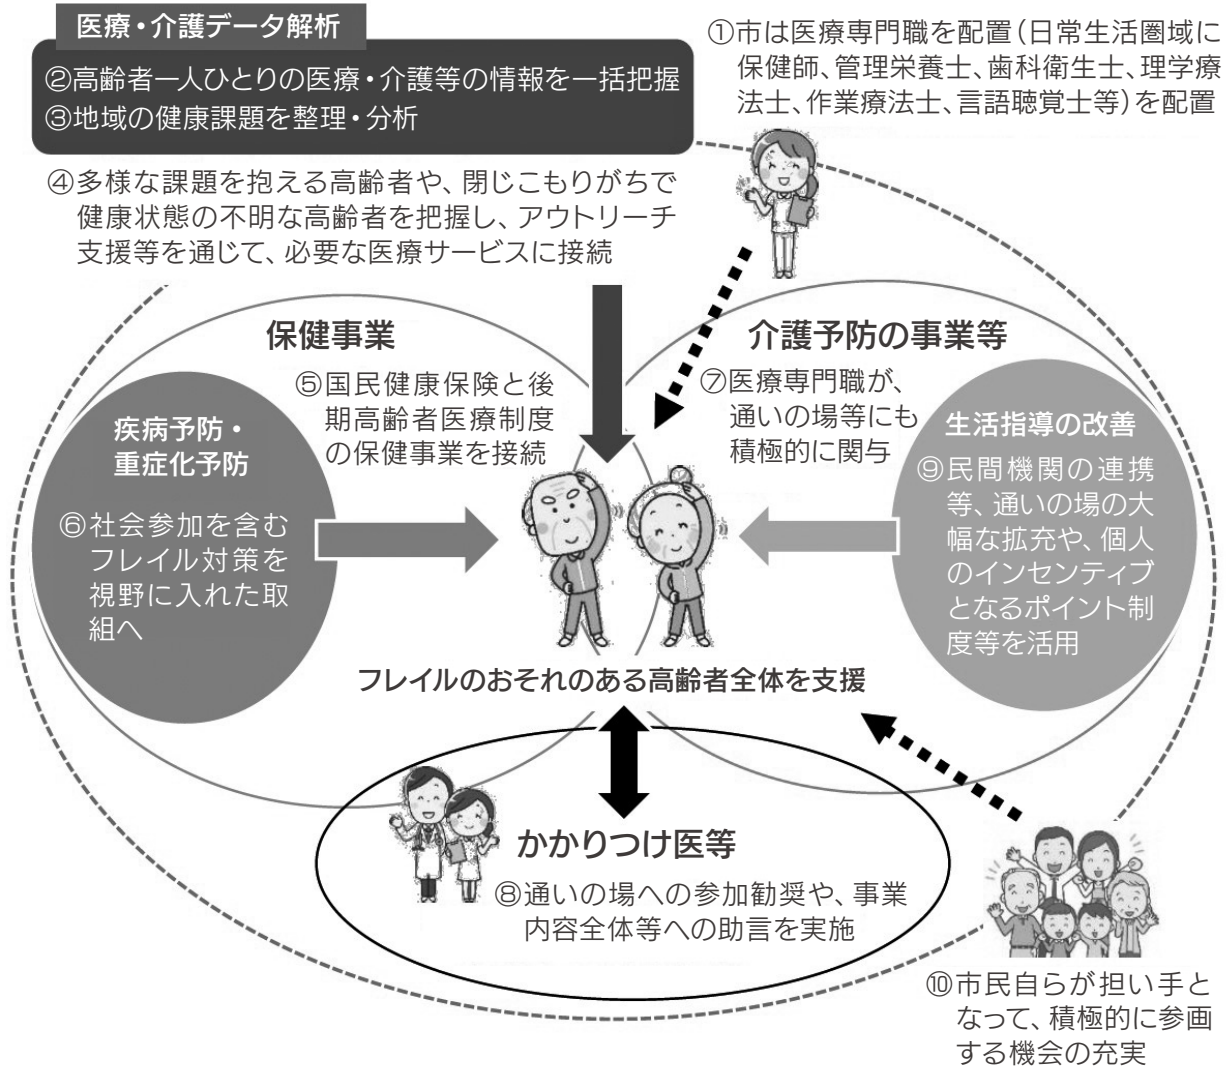 医療・介護データ解析
②高齢者一人ひとりの医療・介護等の情報を一括把握
③地域の健康課題を整理・分析
①市は医療専門職を配置(日常生活圏域に
保健師、管理栄養士、歯科衛生士、理学療
法士、作業療法士、言語聴覚士等)を配置
④多様な課題を抱える高齢者や、閉じこもりがちで
健康状態の不明な高齢者を把握し、アウトリーチ
支援等を通じて、必要な医療サービスに接続
保健事業
⑤国民健康保険と後
期高齢者医療制度
の保健事業を接続
疾病予防・
重症化予防
⑥社会参加を含む
フレイル対策を
視野に入れた取
組へ
介護予防の事業等
⑦医療専門職が、
通いの場等にも
積極的に関与
生活指導の改善
⑨民間機関の連携
等、通いの場の大
幅な拡充や、個人
のインセンティブ
となるポイント制
度等を活用
フレイルのおそれのある高齢者全体を支援
かかりつけ医等
⑧通いの場への参加勧奨や、事業
内容全体等への助言を実施
⑩市民自らが担い手と
なって、積極的に参画
する機会の充実